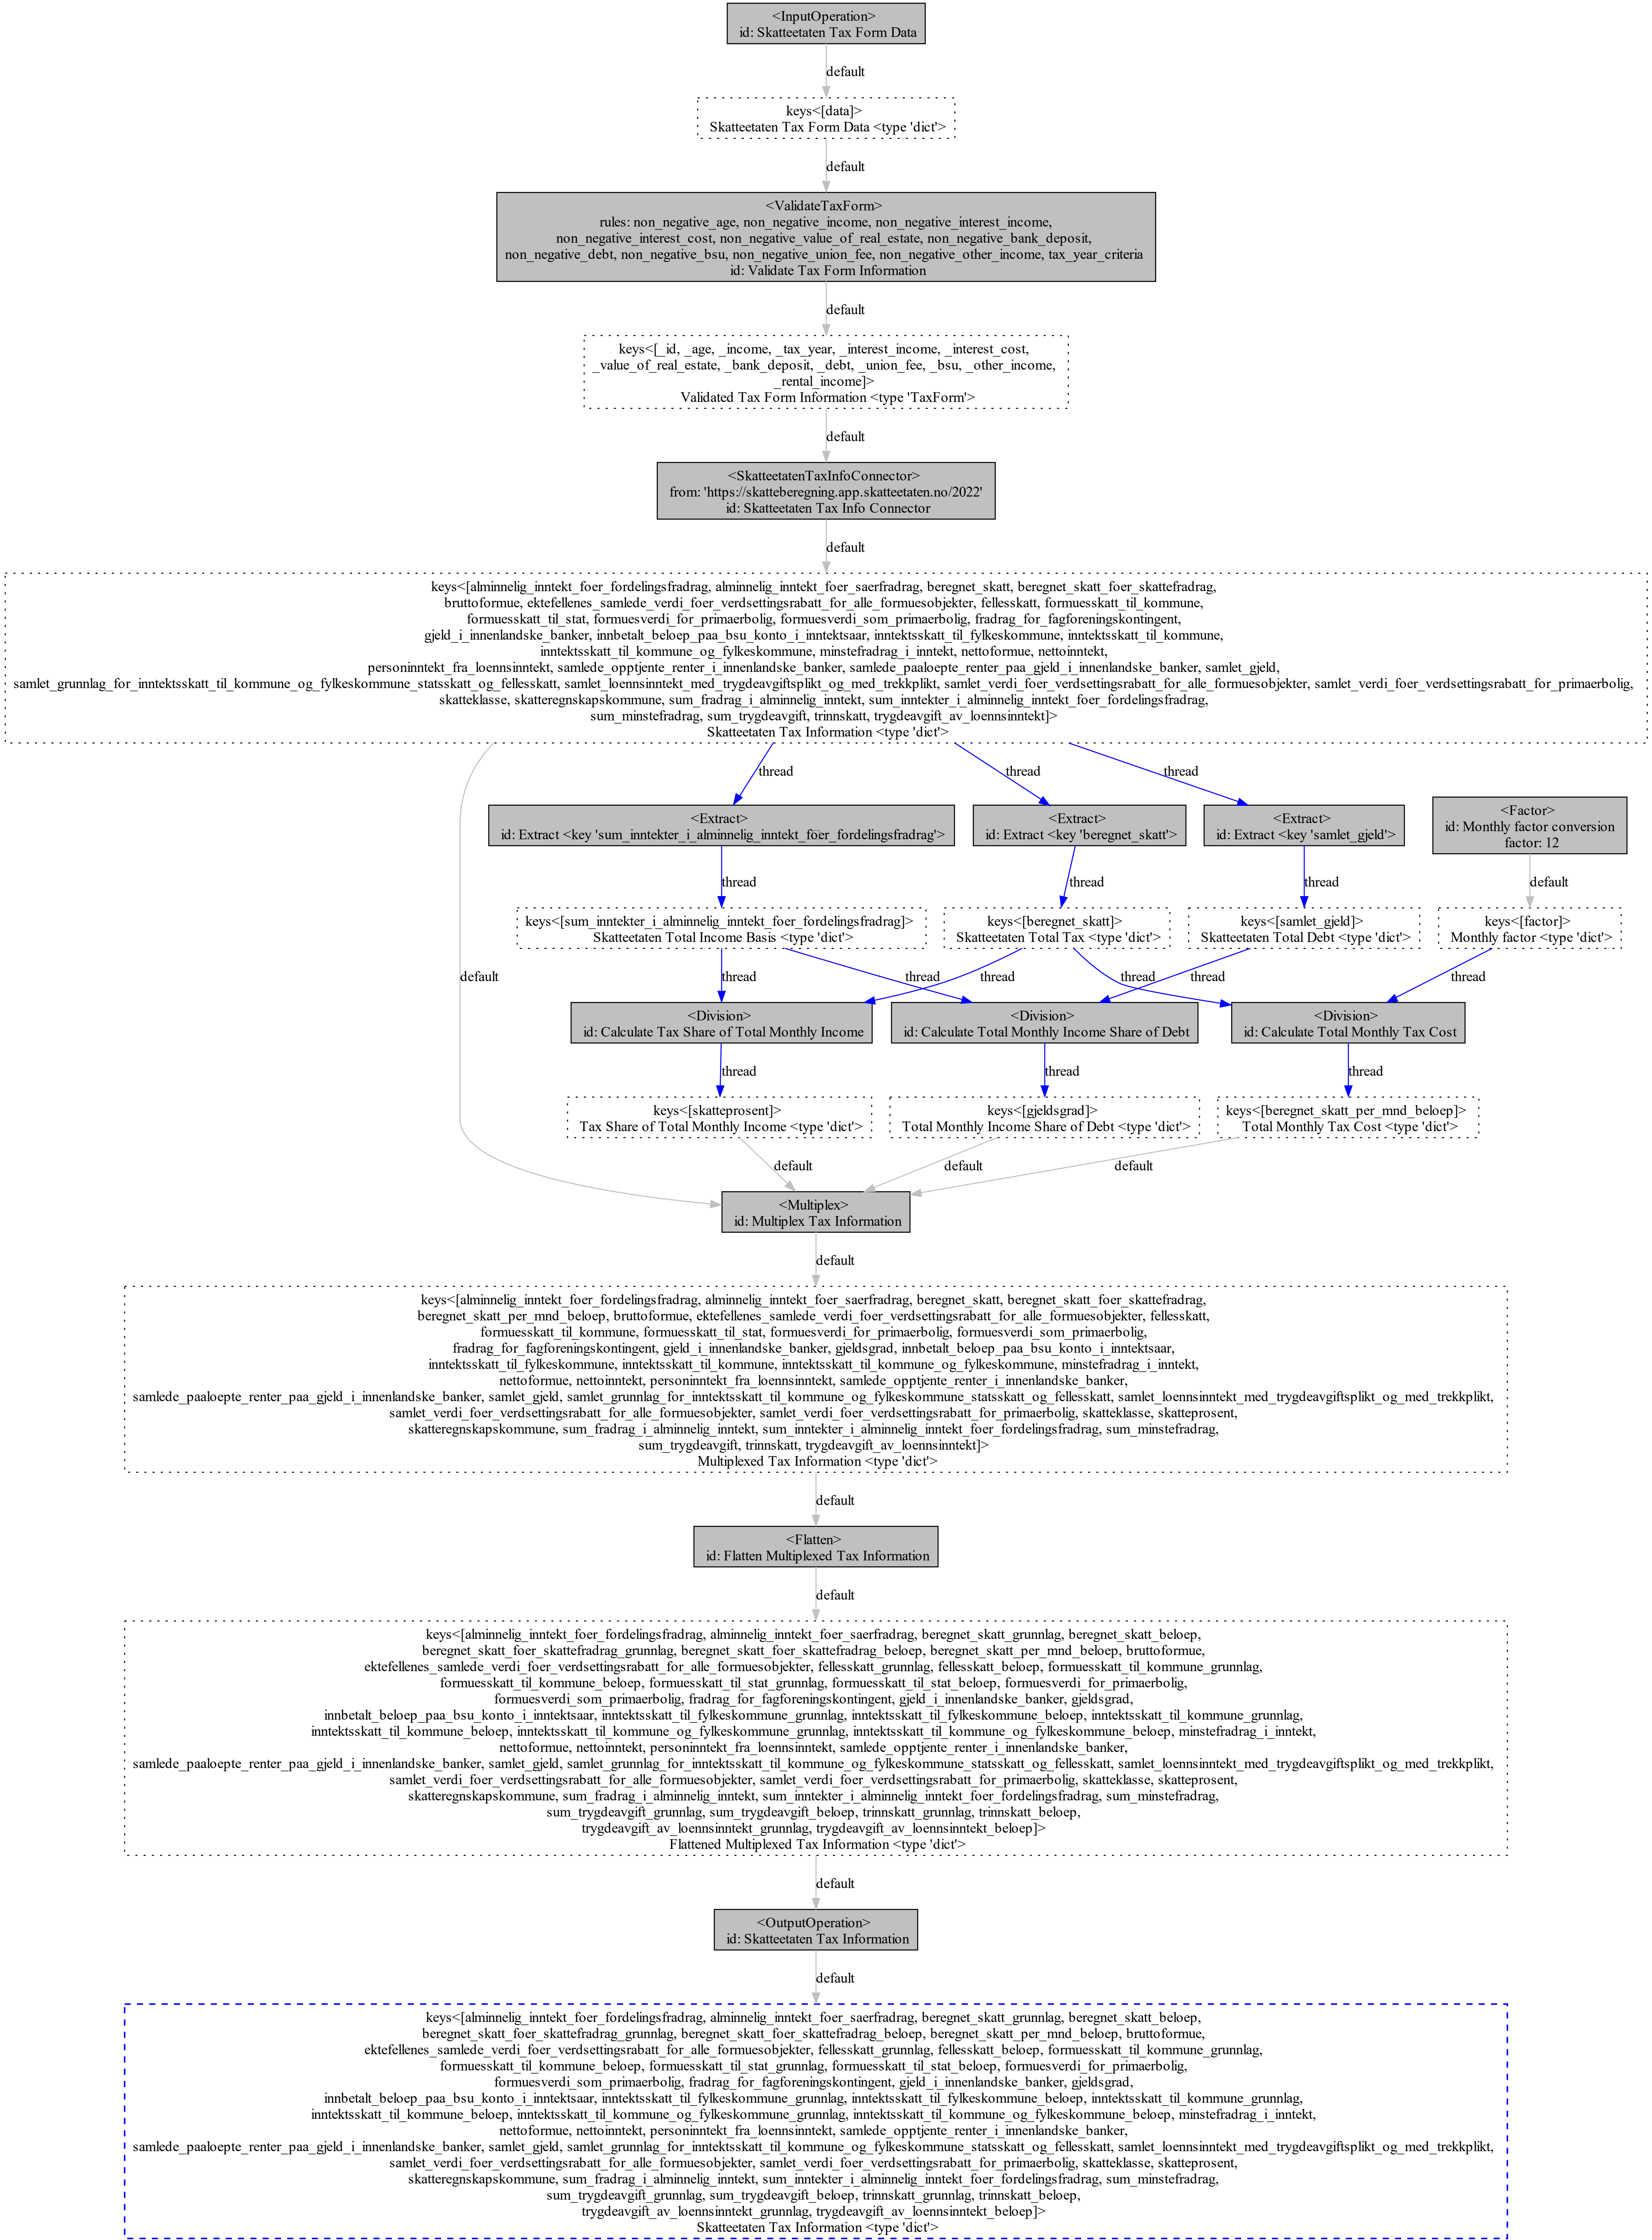 <InputOperation>
id: Skatteetaten Tax Form Data
default
keys<[data]>
Skatteetaten Tax Form Data <type 'dict'>
default
<ValidateTaxForm>
rules: non_negative_age, non_negative_income, non_negative_interest_income,
non_negative_interest_cost, non_negative_value_of_real_estate, non_negative_bank_deposit,
non_negative_debt, non_negative_bsu, non_negative_union_fee, non_negative_other_income, tax_year_criteria
id: Validate Tax Form Information
default
keys<[_id, _age, _income, _tax_year, _interest_income, _interest_cost,
_value_of_real_estate, _bank_deposit, _debt, _union_fee, _bsu, _other_income,
_rental_income]>
Validated Tax Form Information <type 'TaxForm'>
default
<SkatteetatenTaxInfoConnector>
from: 'https://skatteberegning.app.skatteetaten.no/2022'
id: Skatteetaten Tax Info Connector
default
keys<[alminnelig_inntekt_foer_fordelingsfradrag, alminnelig_inntekt_foer_saerfradrag, beregnet_skatt, beregnet_skatt_foer_skattefradrag,
bruttoformue, ektefellenes_samlede_verdi_foer_verdsettingsrabatt_for_alle_formuesobjekter, fellesskatt, formuesskatt_til_kommune,
formuesskatt_til_stat, formuesverdi_for_primaerbolig, formuesverdi_som_primaerbolig, fradrag_for_fagforeningskontingent,
gjeld_i_innenlandske_banker, innbetalt_beloep_paa_bsu_konto_i_inntektsaar, inntektsskatt_til_fylkeskommune, inntektsskatt_til_kommune,
inntektsskatt_til_kommune_og_fylkeskommune, minstefradrag_i_inntekt, nettoformue, nettoinntekt,
personinntekt_fra_loennsinntekt, samlede_opptjente_renter_i_innenlandske_banker, samlede_paaloepte_renter_paa_gjeld_i_innenlandske_banker, samlet_gjeld,
samlet_grunnlag_for_inntektsskatt_til_kommune_og_fylkeskommune_statsskatt_og_fellesskatt, samlet_loennsinntekt_med_trygdeavgiftsplikt_og_med_trekkplikt, samlet_verdi_foer_verdsettingsrabatt_for_alle_formuesobjekter, samlet_verdi_foer_verdsettingsrabatt_for_primaerbolig,
skatteklasse, skatteregnskapskommune, sum_fradrag_i_alminnelig_inntekt, sum_inntekter_i_alminnelig_inntekt_foer_fordelingsfradrag,
sum_minstefradrag, sum_trygdeavgift, trinnskatt, trygdeavgift_av_loennsinntekt]>
Skatteetaten Tax Information <type 'dict'>
thread thread thread
<Extract>
id: Extract <key 'sum_inntekter_i_alminnelig_inntekt_foer_fordelingsfradrag'>
<Extract>
id: Extract <key 'beregnet_skatt'>
<Extract>
id: Extract <key 'samlet_gjeld'>
<Factor>
id: Monthly factor conversion
factor: 12
thread thread thread default
keys<[sum_inntekter_i_alminnelig_inntekt_foer_fordelingsfradrag]>
Skatteetaten Total Income Basis <type 'dict'>
keys<[beregnet_skatt]>
Skatteetaten Total Tax <type 'dict'>
keys<[samlet_gjeld]>
Skatteetaten Total Debt <type 'dict'>
keys<[factor]>
Monthly factor <type 'dict'>
default thread thread thread thread thread thread
<Division>
id: Calculate Tax Share of Total Monthly Income
<Division>
id: Calculate Total Monthly Income Share of Debt
<Division>
id: Calculate Total Monthly Tax Cost
thread thread thread
keys<[skatteprosent]>
Tax Share of Total Monthly Income <type 'dict'>
keys<[gjeldsgrad]>
Total Monthly Income Share of Debt <type 'dict'>
keys<[beregnet_skatt_per_mnd_beloep]>
Total Monthly Tax Cost <type 'dict'>
default default default
<Multiplex>
id: Multiplex Tax Information
default
keys<[alminnelig_inntekt_foer_fordelingsfradrag, alminnelig_inntekt_foer_saerfradrag, beregnet_skatt, beregnet_skatt_foer_skattefradrag,
beregnet_skatt_per_mnd_beloep, bruttoformue, ektefellenes_samlede_verdi_foer_verdsettingsrabatt_for_alle_formuesobjekter, fellesskatt,
formuesskatt_til_kommune, formuesskatt_til_stat, formuesverdi_for_primaerbolig, formuesverdi_som_primaerbolig,
fradrag_for_fagforeningskontingent, gjeld_i_innenlandske_banker, gjeldsgrad, innbetalt_beloep_paa_bsu_konto_i_inntektsaar,
inntektsskatt_til_fylkeskommune, inntektsskatt_til_kommune, inntektsskatt_til_kommune_og_fylkeskommune, minstefradrag_i_inntekt,
nettoformue, nettoinntekt, personinntekt_fra_loennsinntekt, samlede_opptjente_renter_i_innenlandske_banker,
samlede_paaloepte_renter_paa_gjeld_i_innenlandske_banker, samlet_gjeld, samlet_grunnlag_for_inntektsskatt_til_kommune_og_fylkeskommune_statsskatt_og_fellesskatt, samlet_loennsinntekt_med_trygdeavgiftsplikt_og_med_trekkplikt,
samlet_verdi_foer_verdsettingsrabatt_for_alle_formuesobjekter, samlet_verdi_foer_verdsettingsrabatt_for_primaerbolig, skatteklasse, skatteprosent,
skatteregnskapskommune, sum_fradrag_i_alminnelig_inntekt, sum_inntekter_i_alminnelig_inntekt_foer_fordelingsfradrag, sum_minstefradrag,
sum_trygdeavgift, trinnskatt, trygdeavgift_av_loennsinntekt]>
Multiplexed Tax Information <type 'dict'>
default
<Flatten>
id: Flatten Multiplexed Tax Information
default
keys<[alminnelig_inntekt_foer_fordelingsfradrag, alminnelig_inntekt_foer_saerfradrag, beregnet_skatt_grunnlag, beregnet_skatt_beloep,
beregnet_skatt_foer_skattefradrag_grunnlag, beregnet_skatt_foer_skattefradrag_beloep, beregnet_skatt_per_mnd_beloep, bruttoformue,
ektefellenes_samlede_verdi_foer_verdsettingsrabatt_for_alle_formuesobjekter, fellesskatt_grunnlag, fellesskatt_beloep, formuesskatt_til_kommune_grunnlag,
formuesskatt_til_kommune_beloep, formuesskatt_til_stat_grunnlag, formuesskatt_til_stat_beloep, formuesverdi_for_primaerbolig,
formuesverdi_som_primaerbolig, fradrag_for_fagforeningskontingent, gjeld_i_innenlandske_banker, gjeldsgrad,
innbetalt_beloep_paa_bsu_konto_i_inntektsaar, inntektsskatt_til_fylkeskommune_grunnlag, inntektsskatt_til_fylkeskommune_beloep, inntektsskatt_til_kommune_grunnlag,
inntektsskatt_til_kommune_beloep, inntektsskatt_til_kommune_og_fylkeskommune_grunnlag, inntektsskatt_til_kommune_og_fylkeskommune_beloep, minstefradrag_i_inntekt,
nettoformue, nettoinntekt, personinntekt_fra_loennsinntekt, samlede_opptjente_renter_i_innenlandske_banker,
samlede_paaloepte_renter_paa_gjeld_i_innenlandske_banker, samlet_gjeld, samlet_grunnlag_for_inntektsskatt_til_kommune_og_fylkeskommune_statsskatt_og_fellesskatt, samlet_loennsinntekt_med_trygdeavgiftsplikt_og_med_trekkplikt,
samlet_verdi_foer_verdsettingsrabatt_for_alle_formuesobjekter, samlet_verdi_foer_verdsettingsrabatt_for_primaerbolig, skatteklasse, skatteprosent,
skatteregnskapskommune, sum_fradrag_i_alminnelig_inntekt, sum_inntekter_i_alminnelig_inntekt_foer_fordelingsfradrag, sum_minstefradrag,
sum_trygdeavgift_grunnlag, sum_trygdeavgift_beloep, trinnskatt_grunnlag, trinnskatt_beloep,
trygdeavgift_av_loennsinntekt_grunnlag, trygdeavgift_av_loennsinntekt_beloep]>
Flattened Multiplexed Tax Information <type 'dict'>
default
<OutputOperation>
id: Skatteetaten Tax Information
default
keys<[alminnelig_inntekt_foer_fordelingsfradrag, alminnelig_inntekt_foer_saerfradrag, beregnet_skatt_grunnlag, beregnet_skatt_beloep,
beregnet_skatt_foer_skattefradrag_grunnlag, beregnet_skatt_foer_skattefradrag_beloep, beregnet_skatt_per_mnd_beloep, bruttoformue,
ektefellenes_samlede_verdi_foer_verdsettingsrabatt_for_alle_formuesobjekter, fellesskatt_grunnlag, fellesskatt_beloep, formuesskatt_til_kommune_grunnlag,
formuesskatt_til_kommune_beloep, formuesskatt_til_stat_grunnlag, formuesskatt_til_stat_beloep, formuesverdi_for_primaerbolig,
formuesverdi_som_primaerbolig, fradrag_for_fagforeningskontingent, gjeld_i_innenlandske_banker, gjeldsgrad,
innbetalt_beloep_paa_bsu_konto_i_inntektsaar, inntektsskatt_til_fylkeskommune_grunnlag, inntektsskatt_til_fylkeskommune_beloep, inntektsskatt_til_kommune_grunnlag,
inntektsskatt_til_kommune_beloep, inntektsskatt_til_kommune_og_fylkeskommune_grunnlag, inntektsskatt_til_kommune_og_fylkeskommune_beloep, minstefradrag_i_inntekt,
nettoformue, nettoinntekt, personinntekt_fra_loennsinntekt, samlede_opptjente_renter_i_innenlandske_banker,
samlede_paaloepte_renter_paa_gjeld_i_innenlandske_banker, samlet_gjeld, samlet_grunnlag_for_inntektsskatt_til_kommune_og_fylkeskommune_statsskatt_og_fellesskatt, samlet_loennsinntekt_med_trygdeavgiftsplikt_og_med_trekkplikt,
samlet_verdi_foer_verdsettingsrabatt_for_alle_formuesobjekter, samlet_verdi_foer_verdsettingsrabatt_for_primaerbolig, skatteklasse, skatteprosent,
skatteregnskapskommune, sum_fradrag_i_alminnelig_inntekt, sum_inntekter_i_alminnelig_inntekt_foer_fordelingsfradrag, sum_minstefradrag,
sum_trygdeavgift_grunnlag, sum_trygdeavgift_beloep, trinnskatt_grunnlag, trinnskatt_beloep,
trygdeavgift_av_loennsinntekt_grunnlag, trygdeavgift_av_loennsinntekt_beloep]>
Skatteetaten Tax Information <type 'dict'>